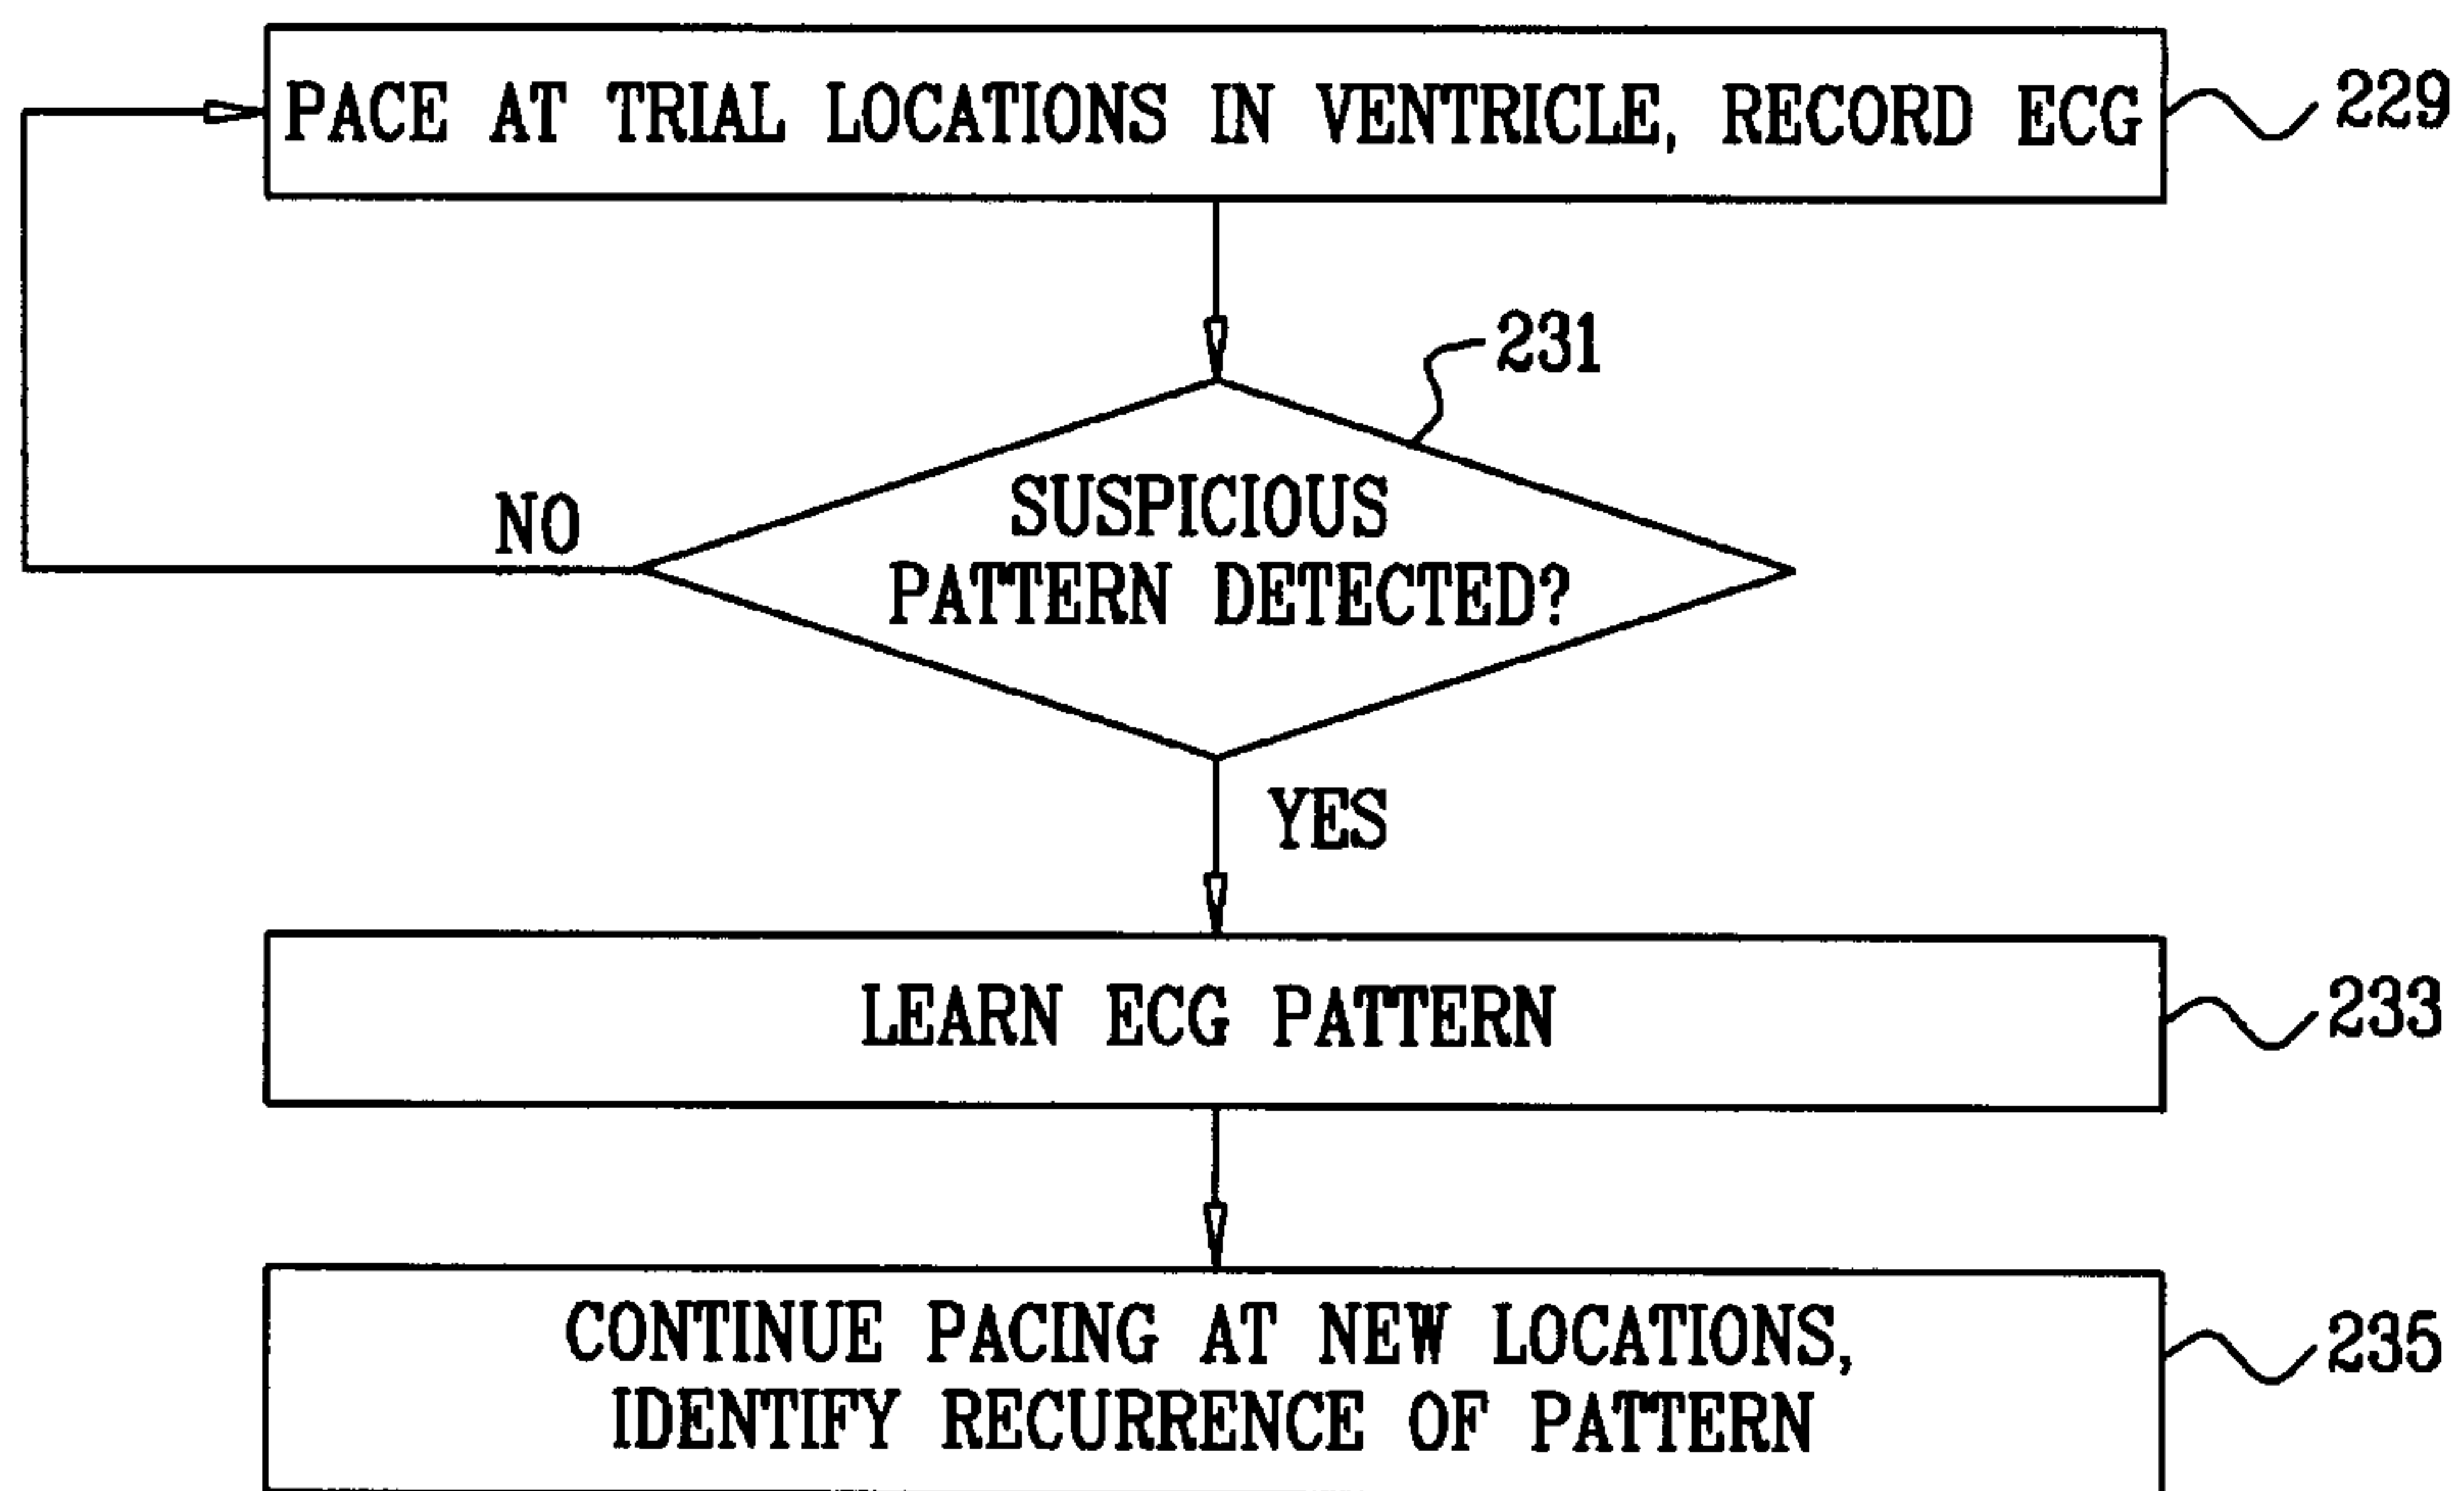 PACE AT TRIAL LOCATIONS IN VENTRICLE, RECORD ECG
229
231
SUSPICIOUS
PATTERN DETECTED?
NO
YES
LEARN ECG PATTERN
233
CONTINUE PACING AT NEW LOCATIONS,
IDENTIFY RECURRENCE OF PATTERN
235